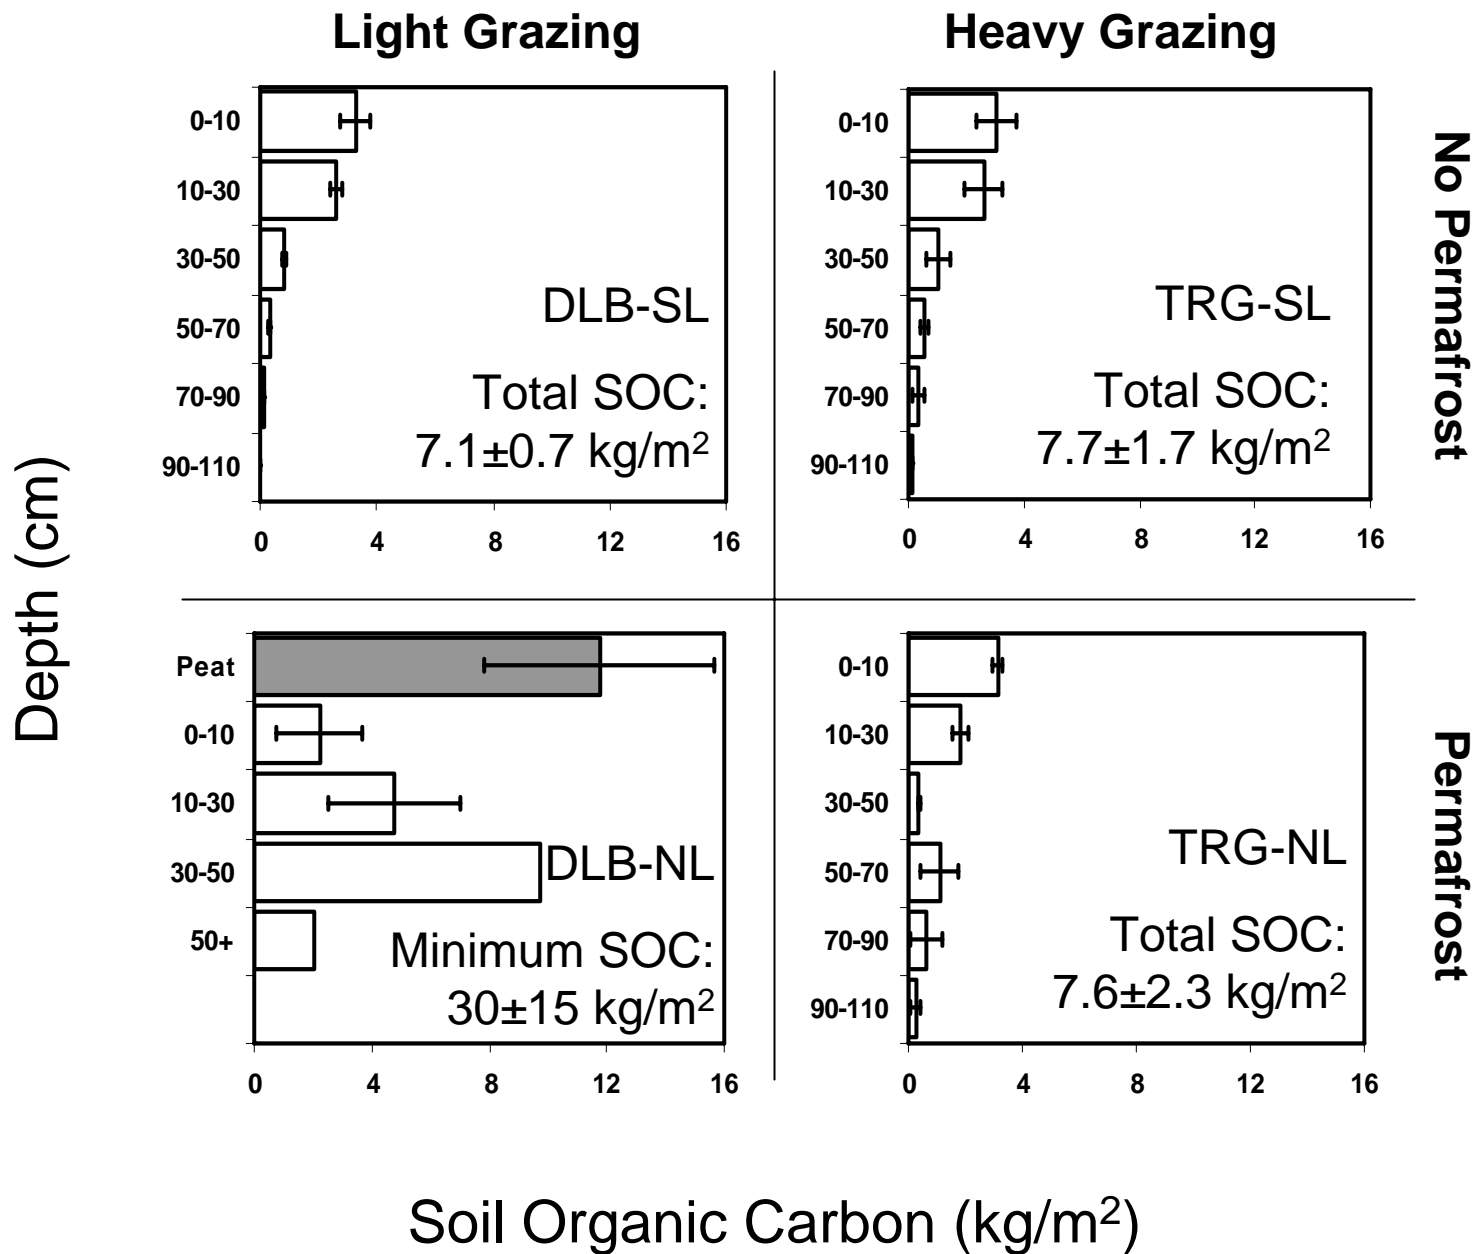 Light Grazing
Heavy Grazing
No Permafrost
Permafrost
Depth (cm)
0-10
10-30
30-50
50-70
70-90
90-110
DLB-SL
Total SOC:
7.1±0.7 kg/m²
0 4 8 12 16
0-10
10-30
30-50
50-70
70-90
90-110
TRG-SL
Total SOC:
7.7±1.7 kg/m²
0 4 8 12 16
Peat
0-10
10-30
30-50
50+
DLB-NL
Minimum SOC:
30±15 kg/m²
0 4 8 12 16
0-10
10-30
30-50
50-70
70-90
90-110
TRG-NL
Total SOC:
7.6±2.3 kg/m²
0 4 8 12 16
Soil Organic Carbon (kg/m²)